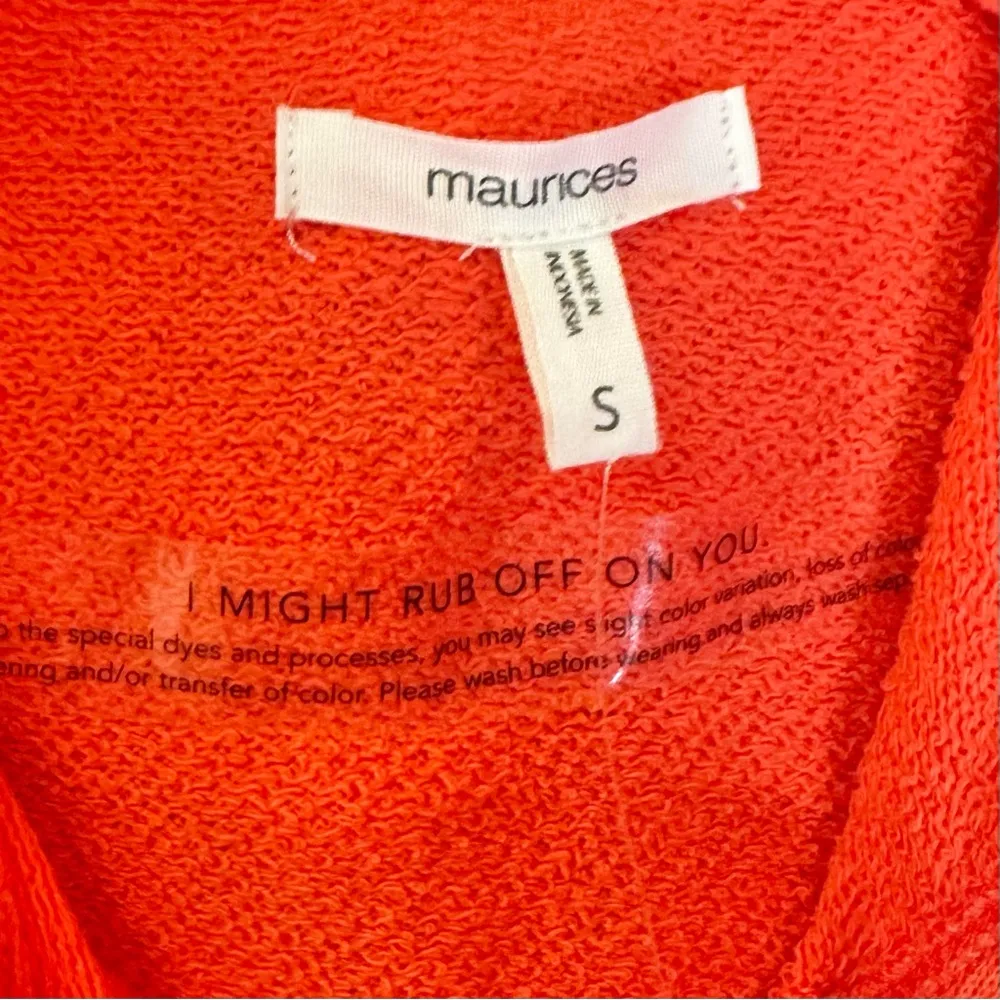 maurices
MADE IN
INDONESIA
S
I MIGHT RUB OFF ON YOU.
the special dyes and processes, you may see slight color variation, loss of
and/or transfer of color. Please wash before wearing and always wash